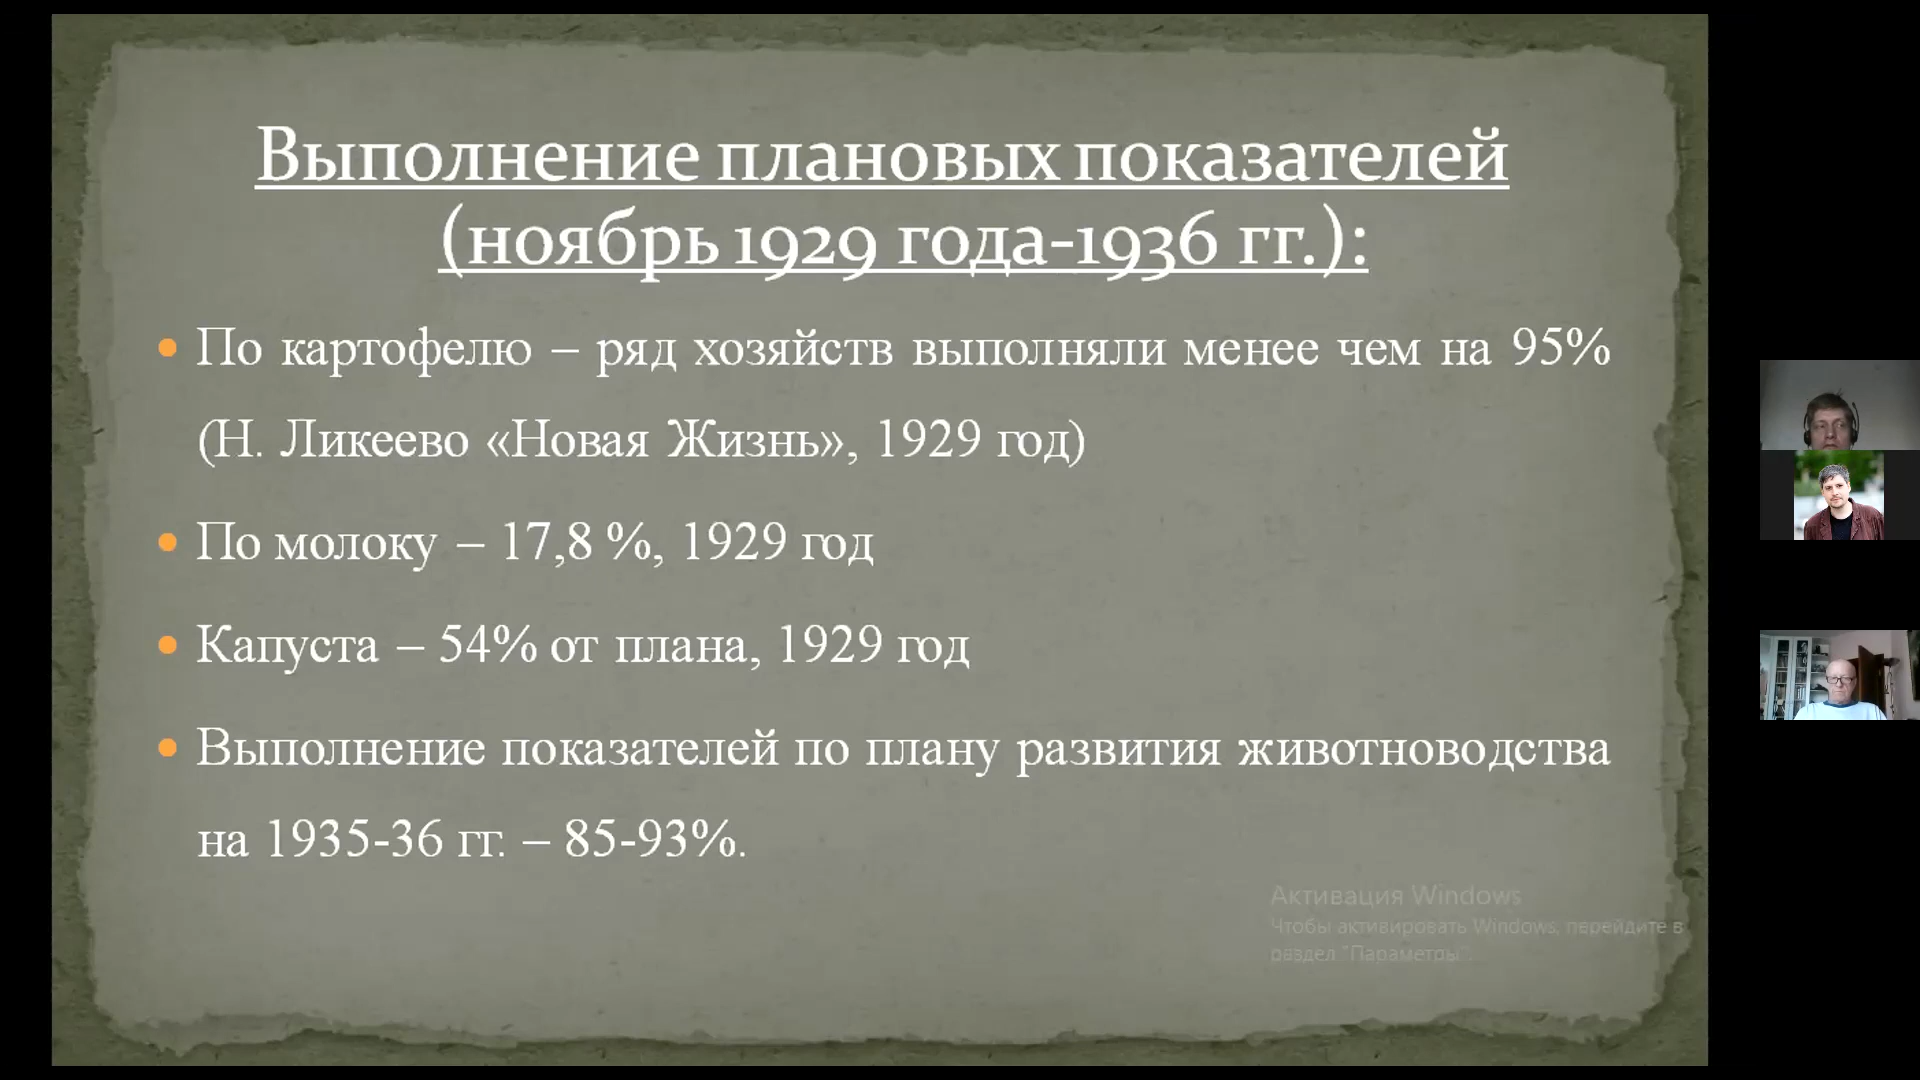 Выполнение плановых показателей
(ноябрь 1929 года-1936 гг.):
• По картофелю – ряд хозяйств выполняли менее чем на 95%
(Н. Ликеево «Новая Жизнь», 1929 год)
• По молоку – 17,8 %, 1929 год
• Капуста – 54% от плана, 1929 год
• Выполнение показателей по плану развития животноводства
на 1935-36 гг. – 85-93%.
Активация Windows
Чтобы активировать Windows, перейдите в
раздел "Параметры".